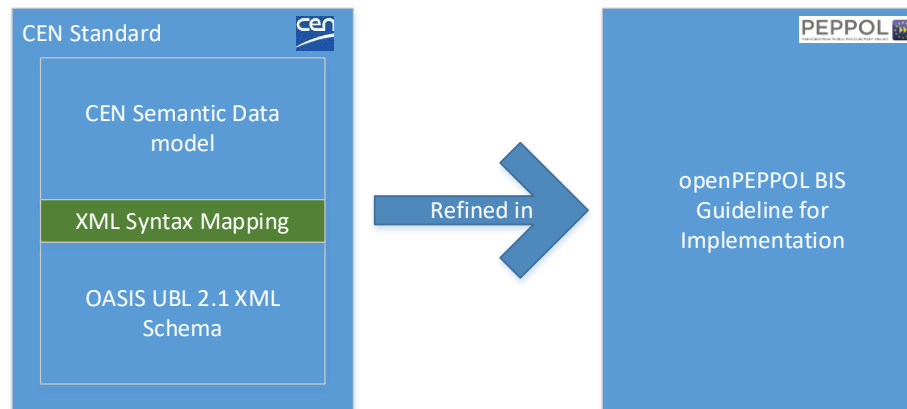 CEN Standard
cen
CEN Semantic Data
model
XML Syntax Mapping
OASIS UBL 2.1 XML
Schema
Refined in
PEPPOL
openPEPPOL BIS
Guideline for
Implementation